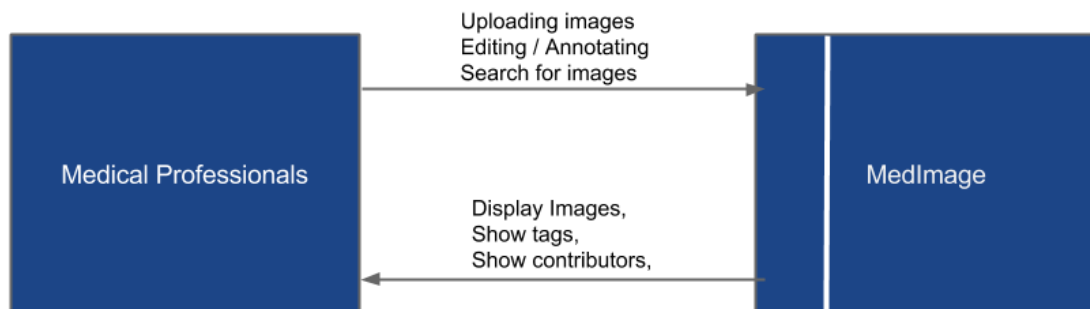 Uploading images
Editing / Annotating
Search for images
Medical Professionals
MedImage
Display Images,
Show tags,
Show contributors,